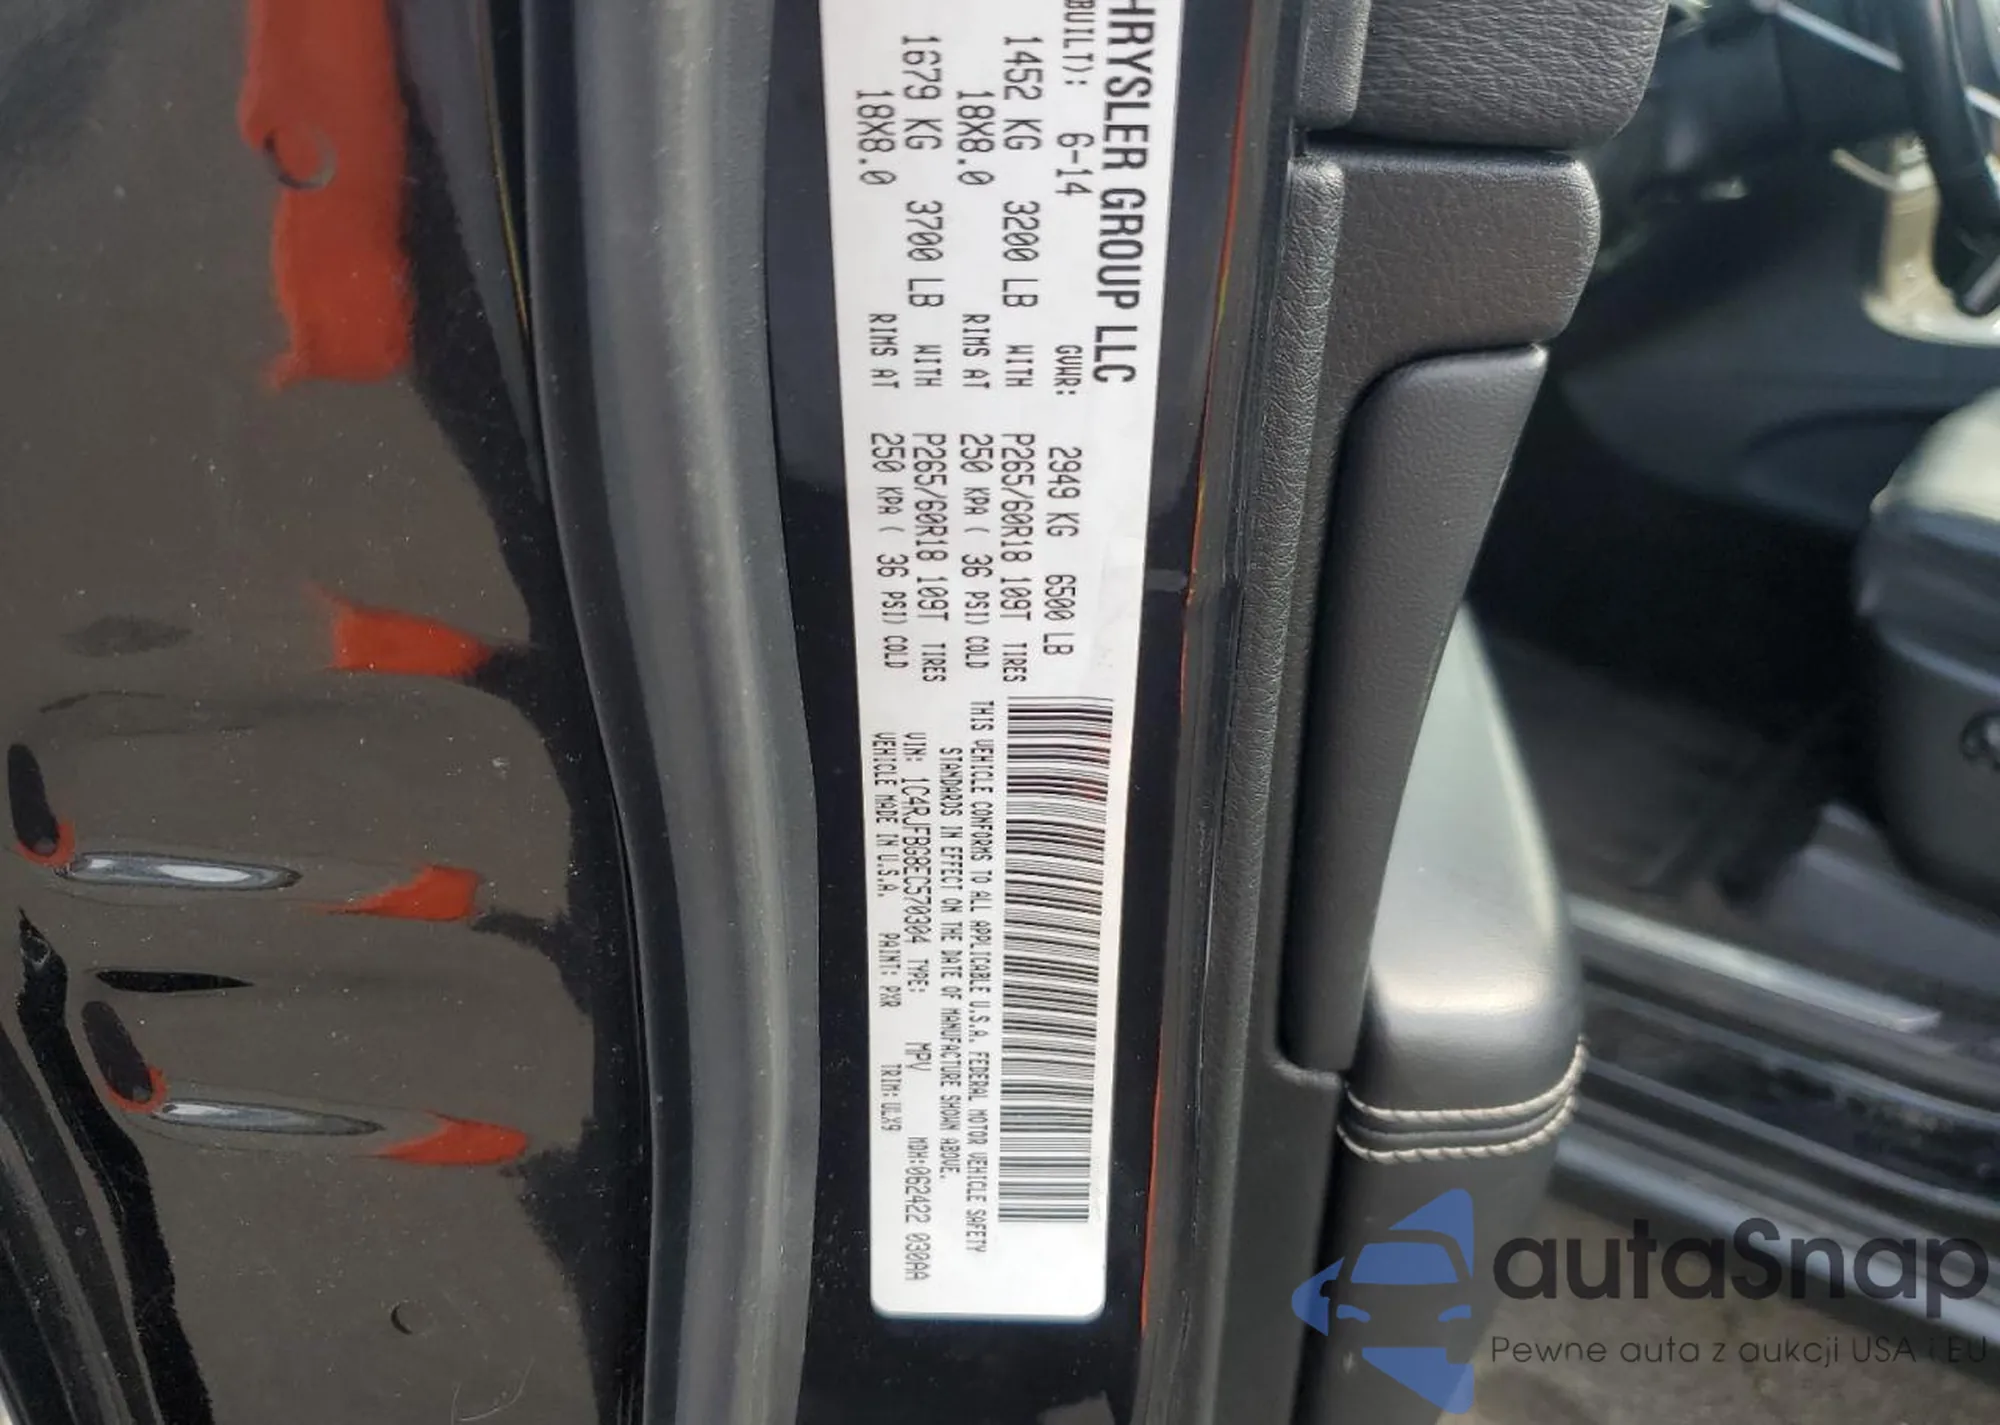 HRYSLER GROUP LLC
BUILT): 6-14 GVWR: 2949 KG 6500 LB
1452 KG 3200 LB WITH P265/60R18 109T TIRES
18X8.0 RIMS AT 250 KPA ( 36 PSI) COLD
1679 KG 3700 LB WITH P265/60R18 109T TIRES
18X8.0 RIMS AT 250 KPA ( 36 PSI) COLD
THIS VEHICLE CONFORMS TO ALL APPLICABLE U.S.A. FEDERAL MOTOR VEHICLE SAFETY
STANDARDS IN EFFECT ON THE DATE OF MANUFACTURE SHOWN ABOVE.
VIN: 1C4RJFBG8EC570304 TYPE: MPV MDH:062422 030AA
VEHICLE MADE IN U.S.A. PAINT: PXR TRIM:ULX9
autaSnap
Pewne auta z aukcji USA i EU